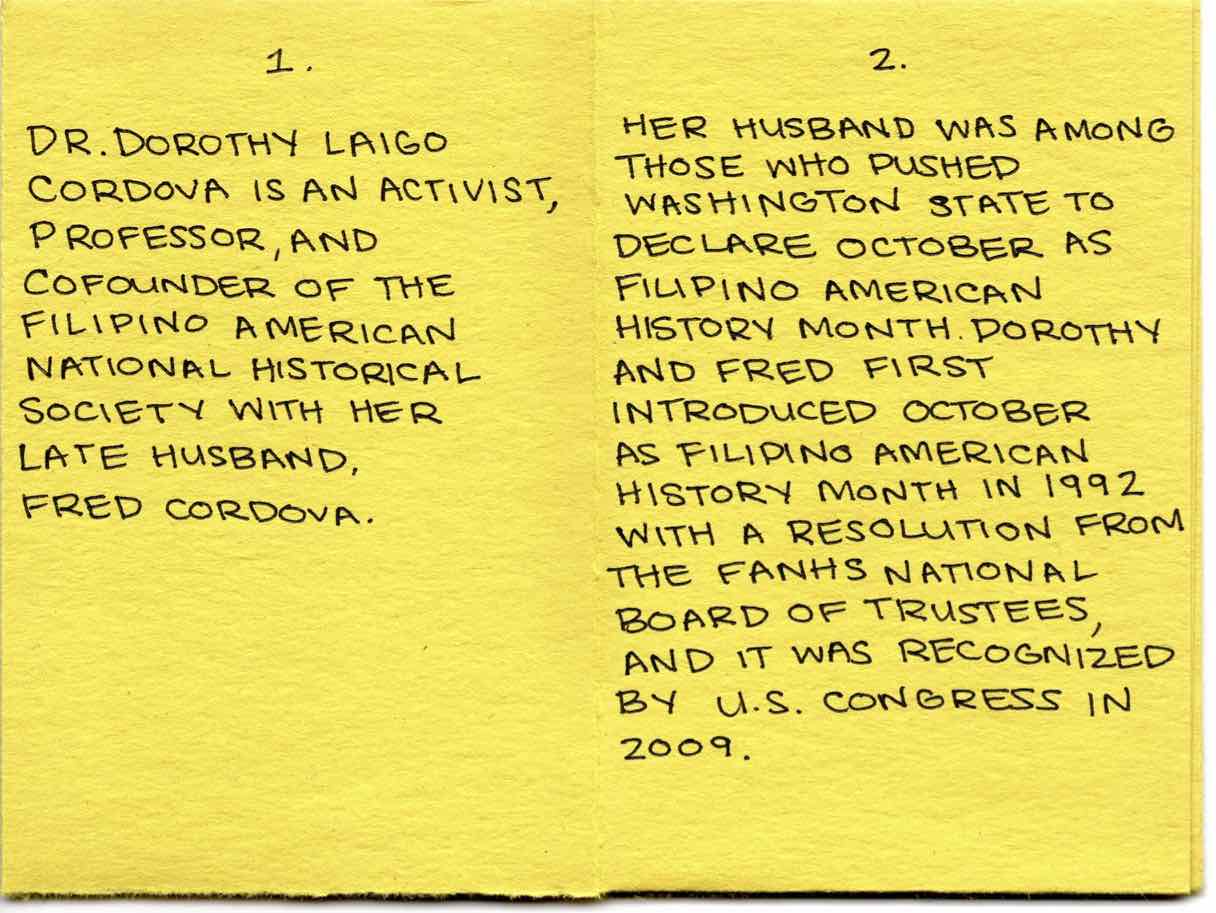 1.
DR. DOROTHY LAIGO
CORDOVA IS AN ACTIVIST,
PROFESSOR, AND
COFOUNDER OF THE
FILIPINO AMERICAN
NATIONAL HISTORICAL
SOCIETY WITH HER
LATE HUSBAND,
FRED CORDOVA.
2.
HER HUSBAND WAS AMONG
THOSE WHO PUSHED
WASHINGTON STATE TO
DECLARE OCTOBER AS
FILIPINO AMERICAN
HISTORY MONTH. DOROTHY
AND FRED FIRST
INTRODUCED OCTOBER
AS FILIPINO AMERICAN
HISTORY MONTH IN 1992
WITH A RESOLUTION FROM
THE FANHS NATIONAL
BOARD OF TRUSTEES,
AND IT WAS RECOGNIZED
BY U.S. CONGRESS IN
2009.